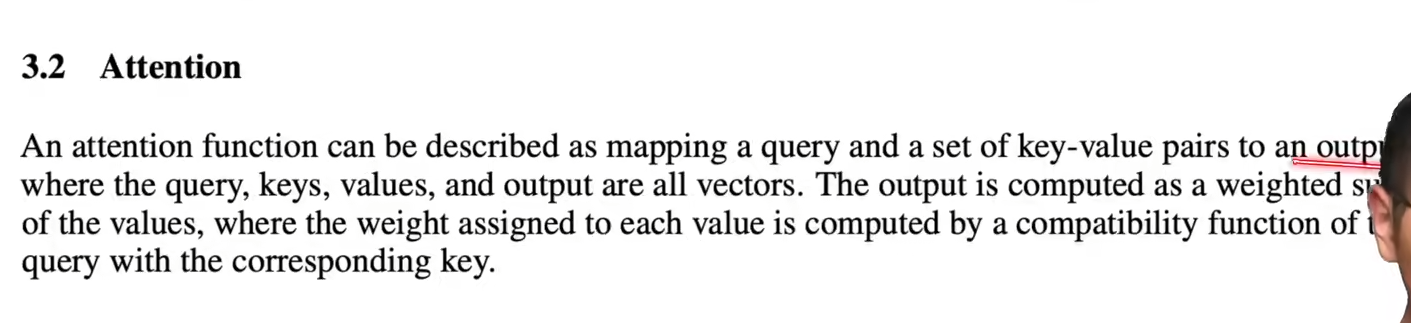 3.2 Attention
An attention function can be described as mapping a query and a set of key-value pairs to an outp
where the query, keys, values, and output are all vectors. The output is computed as a weighted
of the values, where the weight assigned to each value is computed by a compatibility function of
query with the corresponding key.